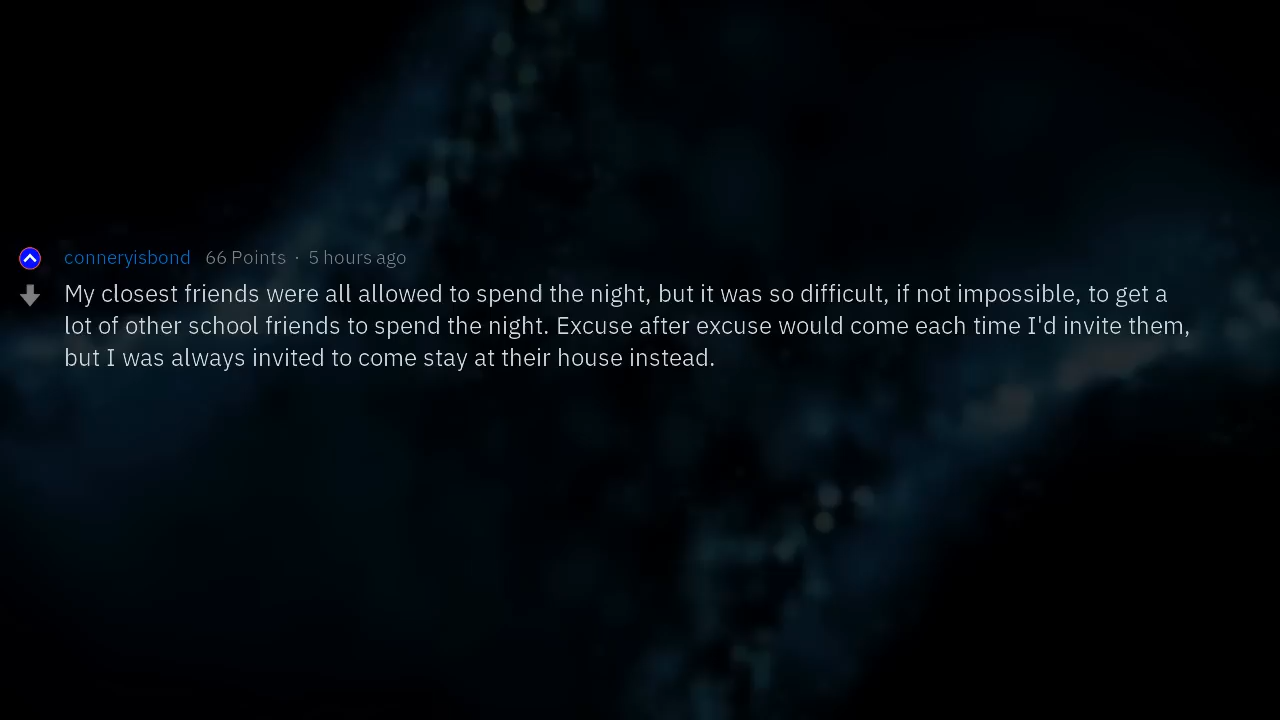 conneryisbond 66 Points · 5 hours ago
My closest friends were all allowed to spend the night, but it was so difficult, if not impossible, to get a
lot of other school friends to spend the night. Excuse after excuse would come each time I'd invite them,
but I was always invited to come stay at their house instead.